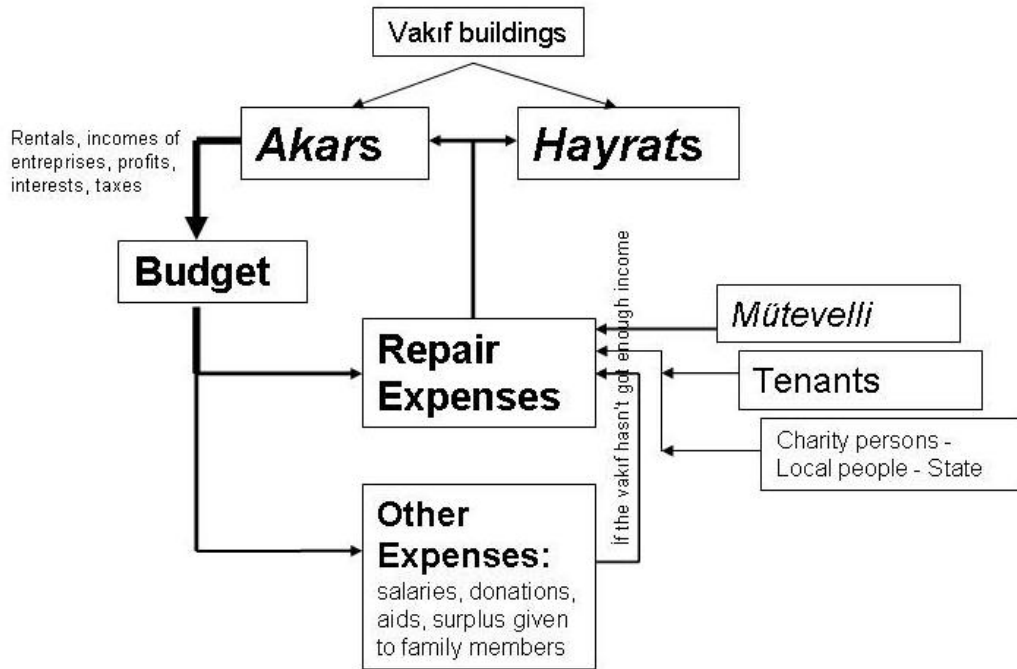 Vakıf buildings
Akars
Hayrats
Rentals, incomes of
entreprises, profits,
interests, taxes
Budget
Repair
Expenses
If the vakıf hasn't got enough income
Mütevelli
Tenants
Charity persons -
Local people - State
Other
Expenses:
salaries, donations,
aids, surplus given
to family members